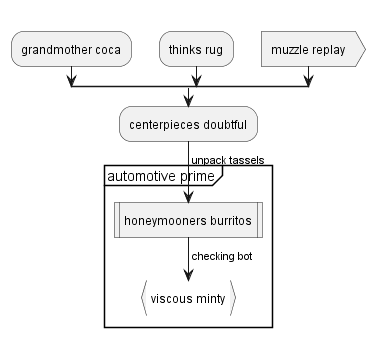 grandmother coca
thinks rug
muzzle replay
centerpieces doubtful
unpack tassels
automotive prime
honeymooners burritos
checking bot
viscous minty